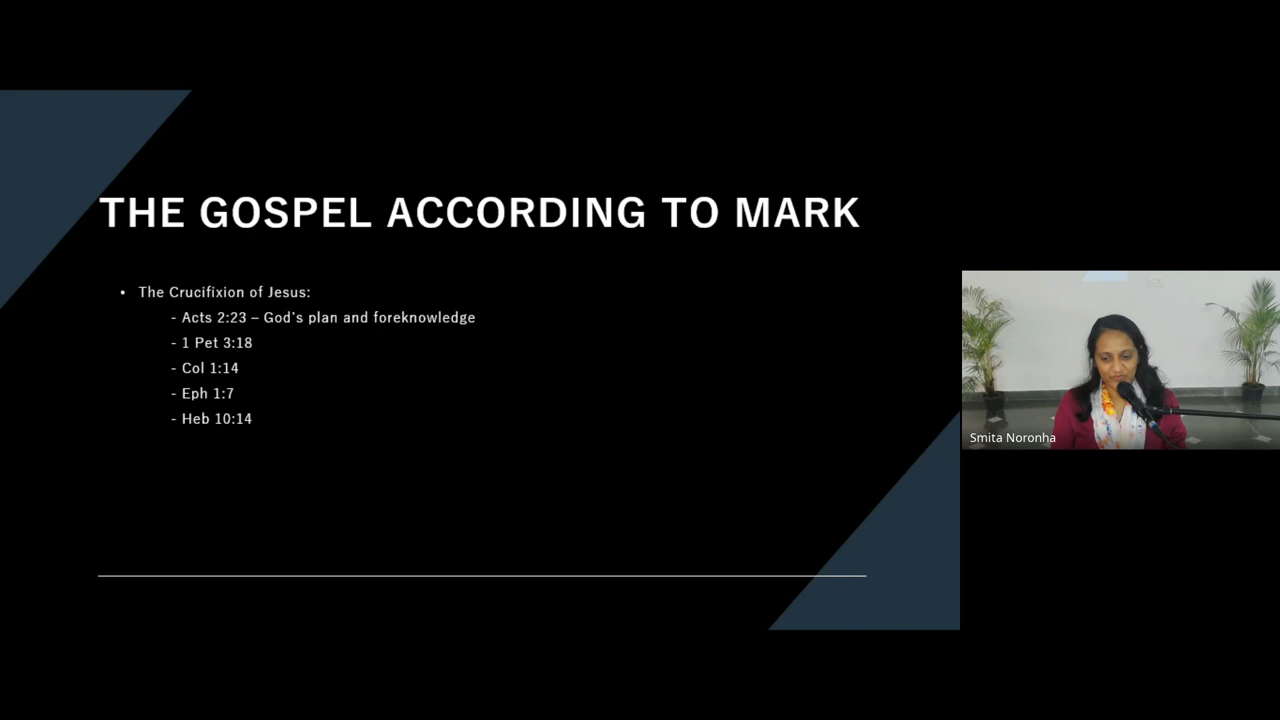 THE GOSPEL ACCORDING TO MARK
• The Crucifixion of Jesus:
- Acts 2:23 – God's plan and foreknowledge
- 1 Pet 3:18
- Col 1:14
- Eph 1:7
- Heb 10:14
Smita Noronha